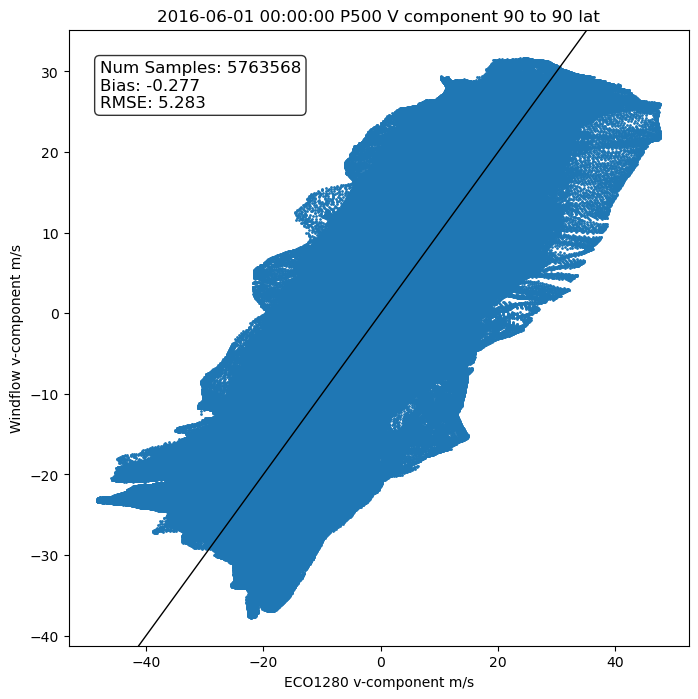 2016-06-01 00:00:00 P500 V component 90 to 90 lat
Num Samples: 5763568
Bias: -0.277
RMSE: 5.283
30
20
10
0
−10
−20
−30
−40
Windflow v-component m/s
−40 −20 0 20 40
ECO1280 v-component m/s